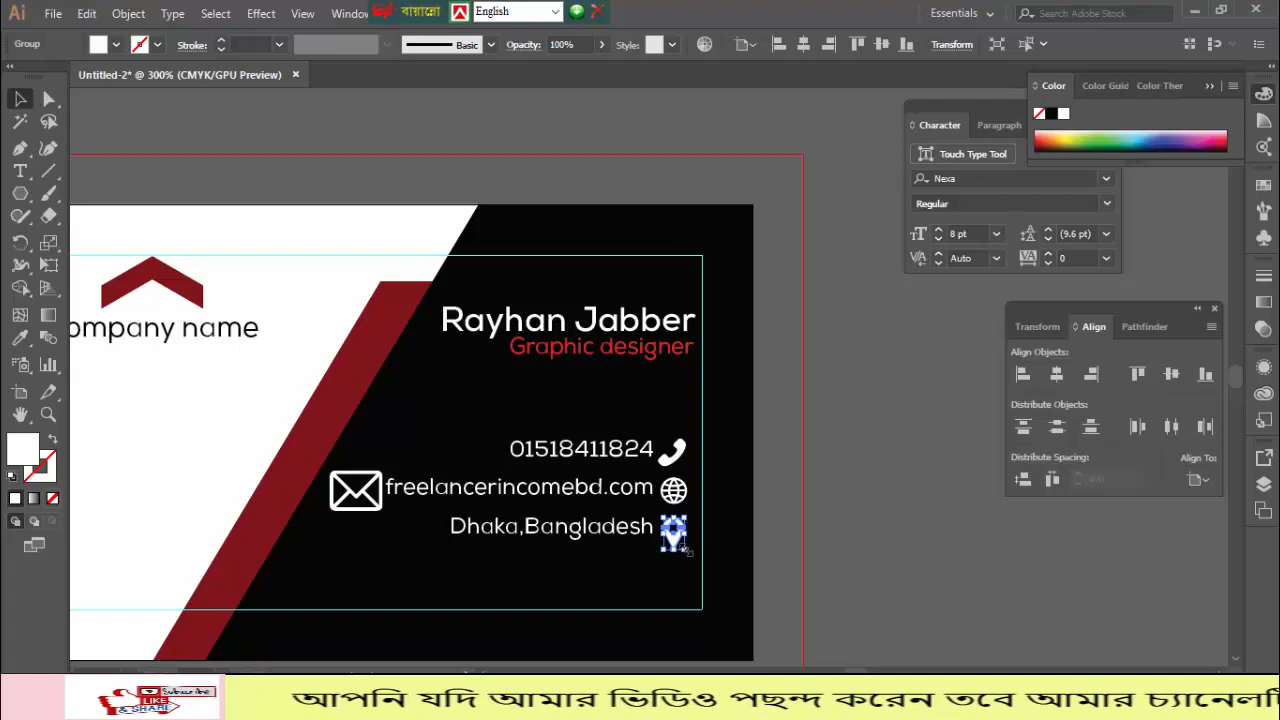 Ai File Edit Object Type Select Effect View Window বায়ান্নো English Essentials Search Adobe Stock
Group Stroke: Basic Opacity: 100% Style: Transform
Untitled-2* @ 300% (CMYK/GPU Preview)
Color Color Guid Color Ther
Character Paragraph
Touch Type Tool
Nexa
Regular
8 pt (9.6 pt)
Auto 0
ompany name
Rayhan Jabber
Graphic designer
01518411824
freelancerincomebd.com
Dhaka,Bangladesh
Transform Align Pathfinder
Align Objects:
Distribute Objects:
Distribute Spacing: Align To:
Subscribe
LIKE
& SHARE
আপনি যদি আমার ভিডিও পছন্দ করেন তবে আমার চ্যানেলটি